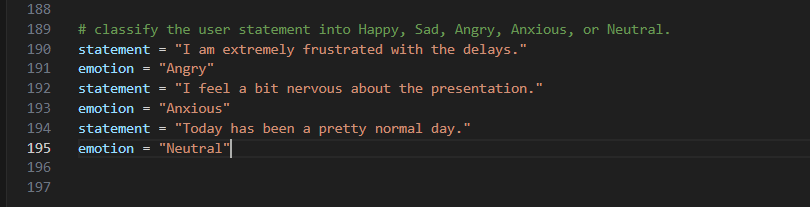 188
189 # classify the user statement into Happy, Sad, Angry, Anxious, or Neutral.
190 statement = "I am extremely frustrated with the delays."
191 emotion = "Angry"
192 statement = "I feel a bit nervous about the presentation."
193 emotion = "Anxious"
194 statement = "Today has been a pretty normal day."
195 emotion = "Neutral"
196
197